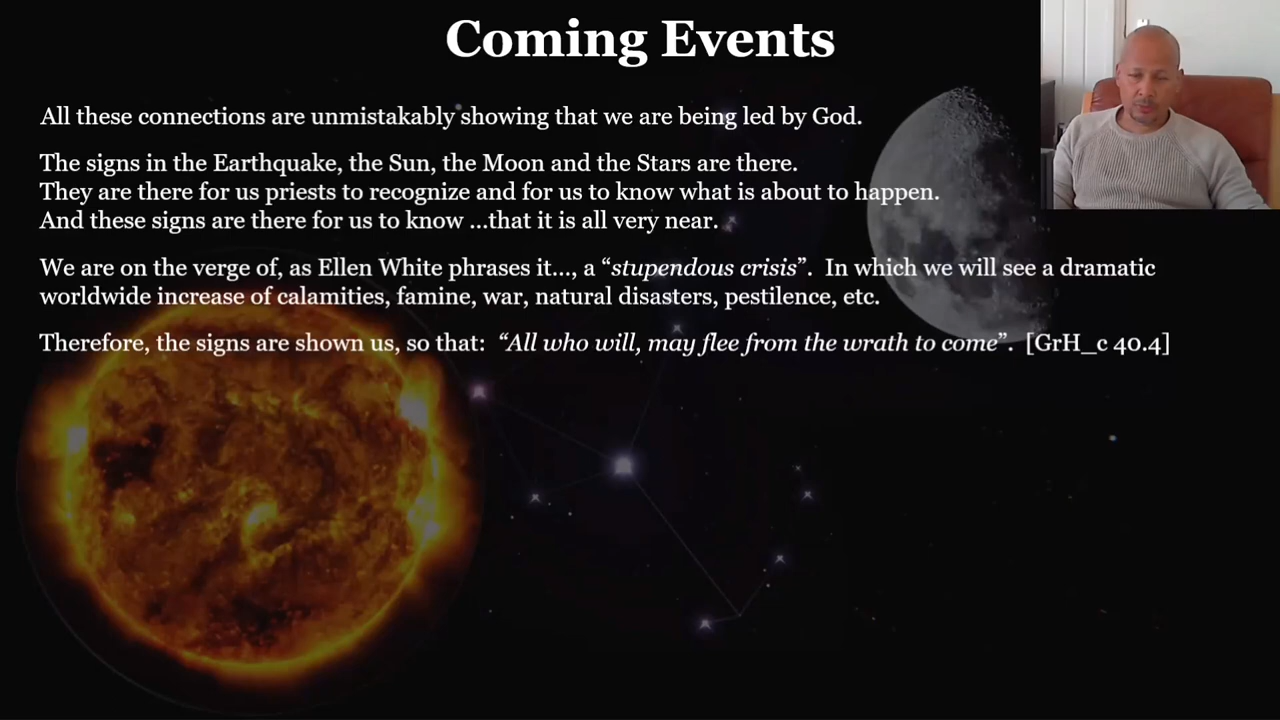 Coming Events
All these connections are unmistakably showing that we are being led by God.
The signs in the Earthquake, the Sun, the Moon and the Stars are there.
They are there for us priests to recognize and for us to know what is about to happen.
And these signs are there for us to know ...that it is all very near.
We are on the verge of, as Ellen White phrases it..., a “stupendous crisis”.  In which we will see a dramatic
worldwide increase of calamities, famine, war, natural disasters, pestilence, etc.
Therefore, the signs are shown us, so that:  “All who will, may flee from the wrath to come”.  [GrH_c 40.4]